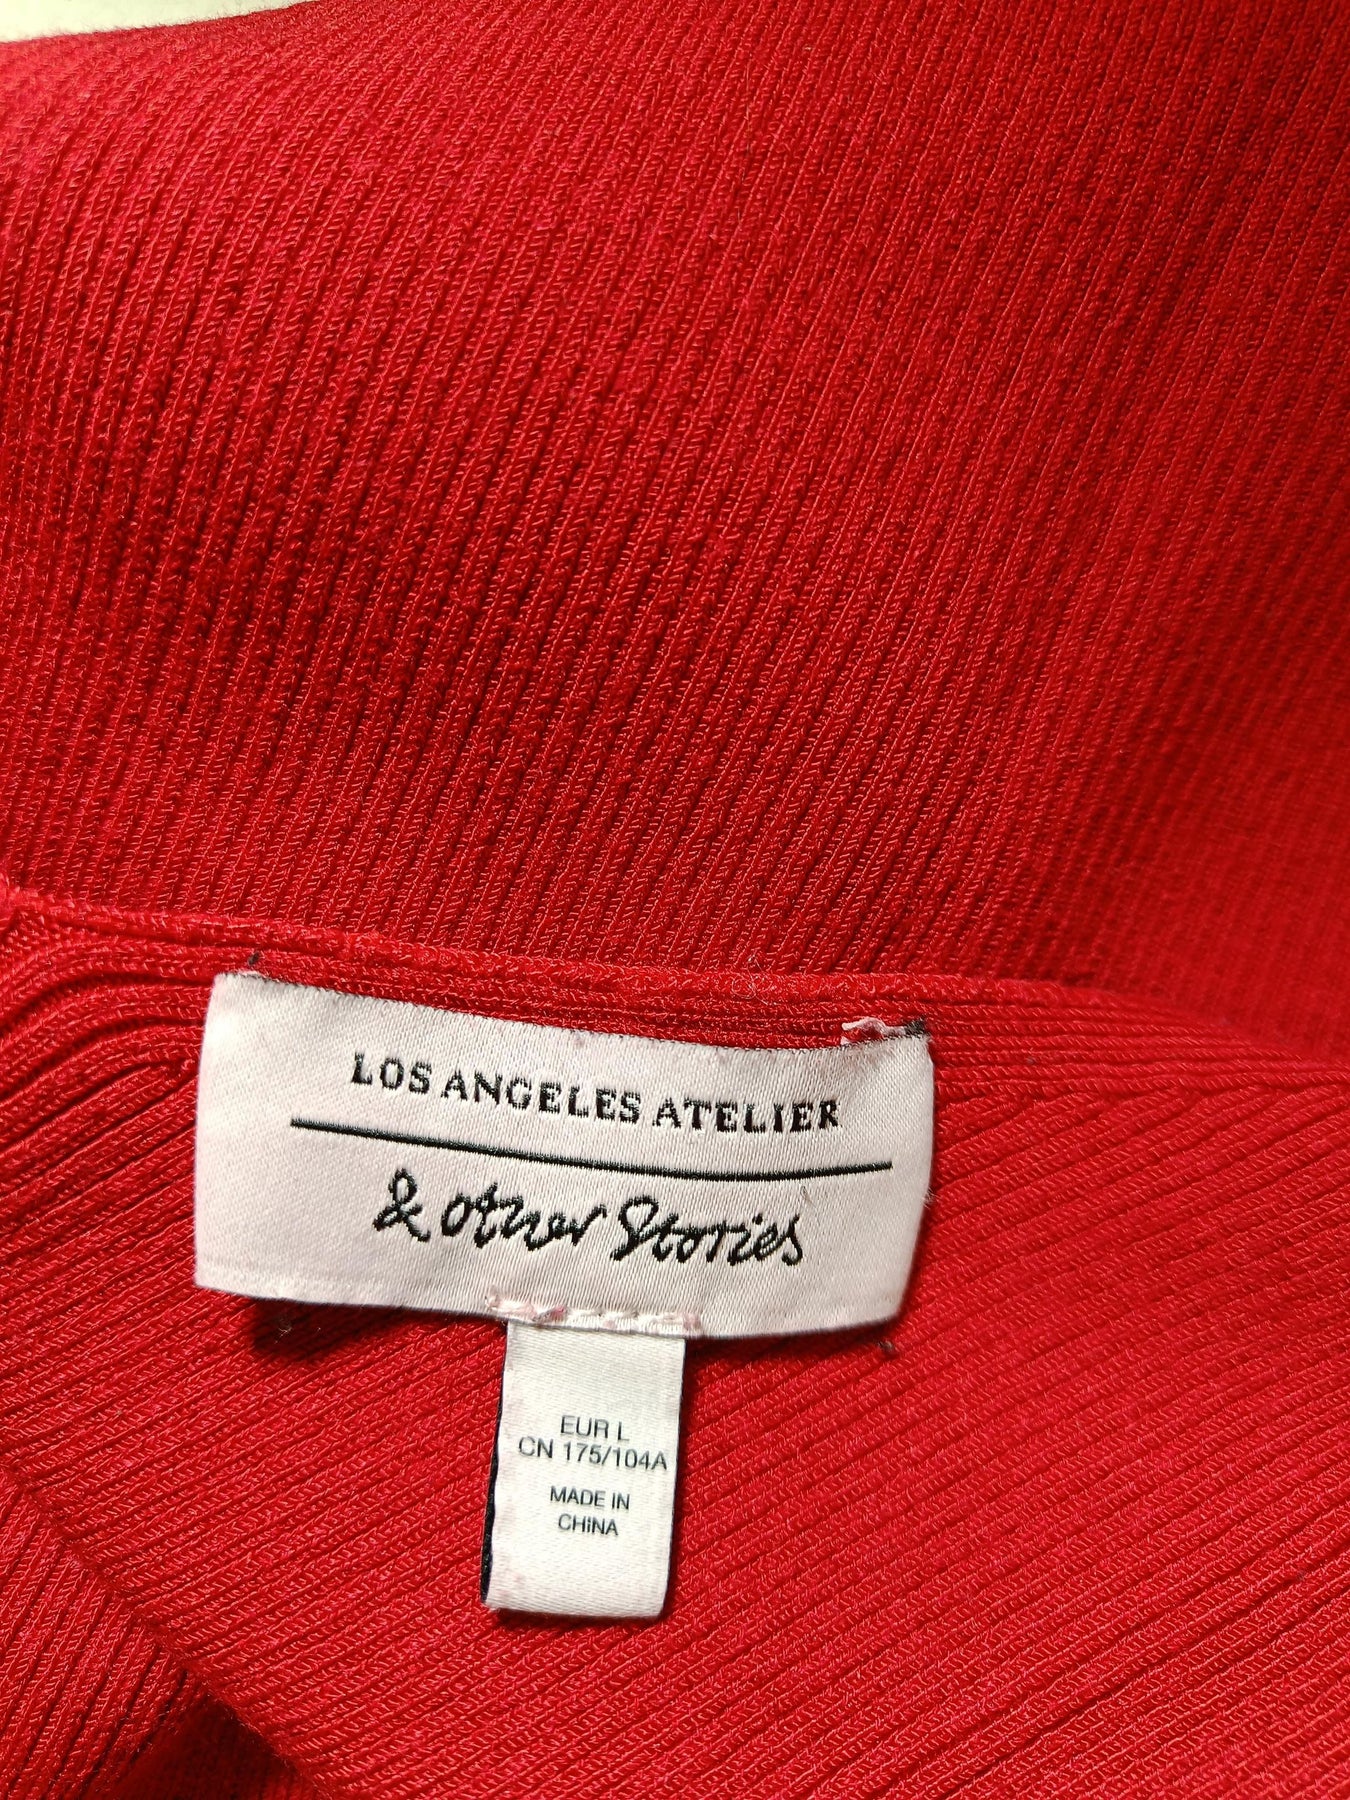 LOS ANGELES ATELIER
& other Stories
EUR L
CN 175/104A
MADE IN
CHINA